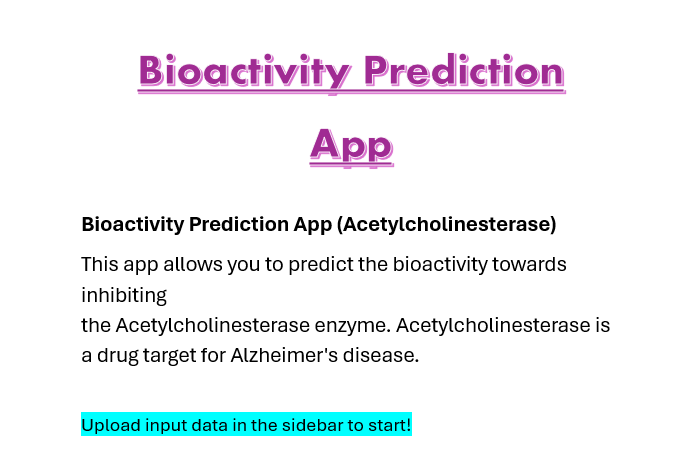 Bioactivity Prediction
App
Bioactivity Prediction App (Acetylcholinesterase)
This app allows you to predict the bioactivity towards
inhibiting
the Acetylcholinesterase enzyme. Acetylcholinesterase is
a drug target for Alzheimer's disease.
Upload input data in the sidebar to start!